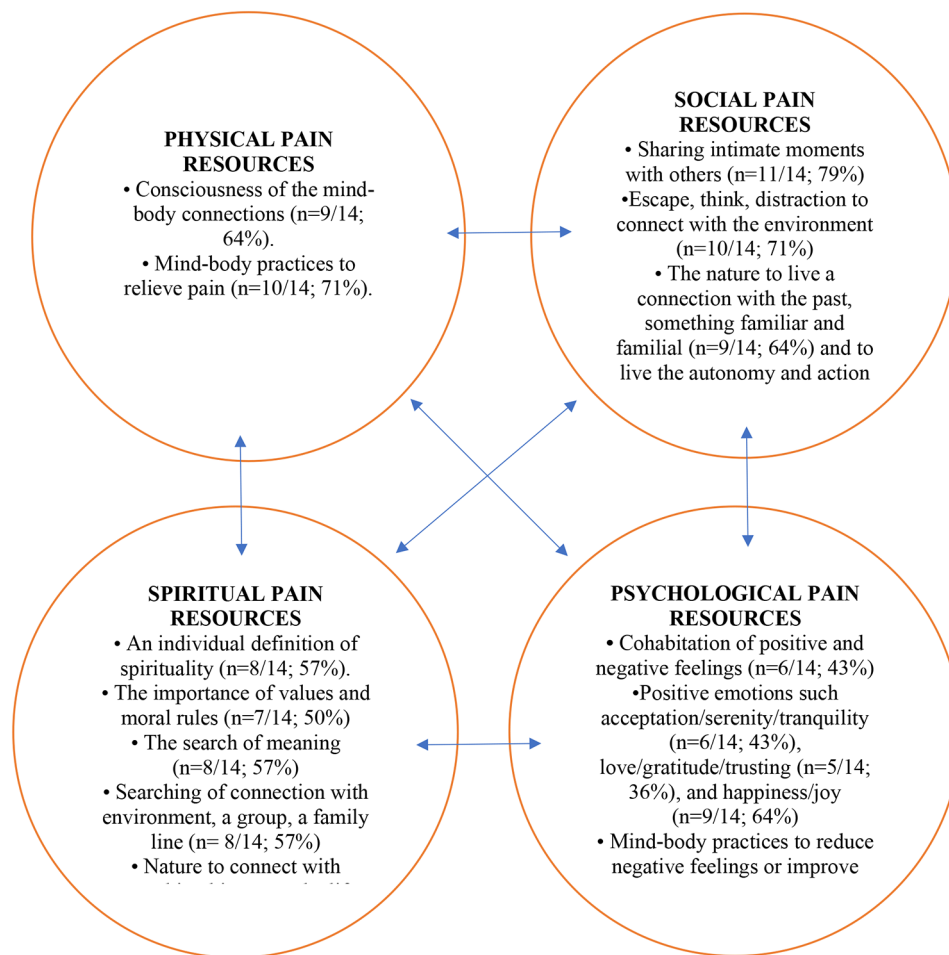 PHYSICAL PAIN
RESOURCES
• Consciousness of the mind-
body connections (n=9/14;
64%).
• Mind-body practices to
relieve pain (n=10/14; 71%).
SOCIAL PAIN
RESOURCES
• Sharing intimate moments
with others (n=11/14; 79%)
•Escape, think, distraction to
connect with the environment
(n=10/14; 71%)
• The nature to live a
connection with the past,
something familiar and
familial (n=9/14; 64%) and to
live the autonomy and action
SPIRITUAL PAIN
RESOURCES
• An individual definition of
spirituality (n=8/14; 57%).
• The importance of values and
moral rules (n=7/14; 50%)
• The search of meaning
(n=8/14; 57%)
• Searching of connection with
environment, a group, a family
line (n= 8/14; 57%)
• Nature to connect with
PSYCHOLOGICAL PAIN
RESOURCES
• Cohabitation of positive and
negative feelings (n=6/14; 43%)
•Positive emotions such
acceptation/serenity/tranquility
(n=6/14; 43%),
love/gratitude/trusting (n=5/14;
36%), and happiness/joy
(n=9/14; 64%)
• Mind-body practices to reduce
negative feelings or improve